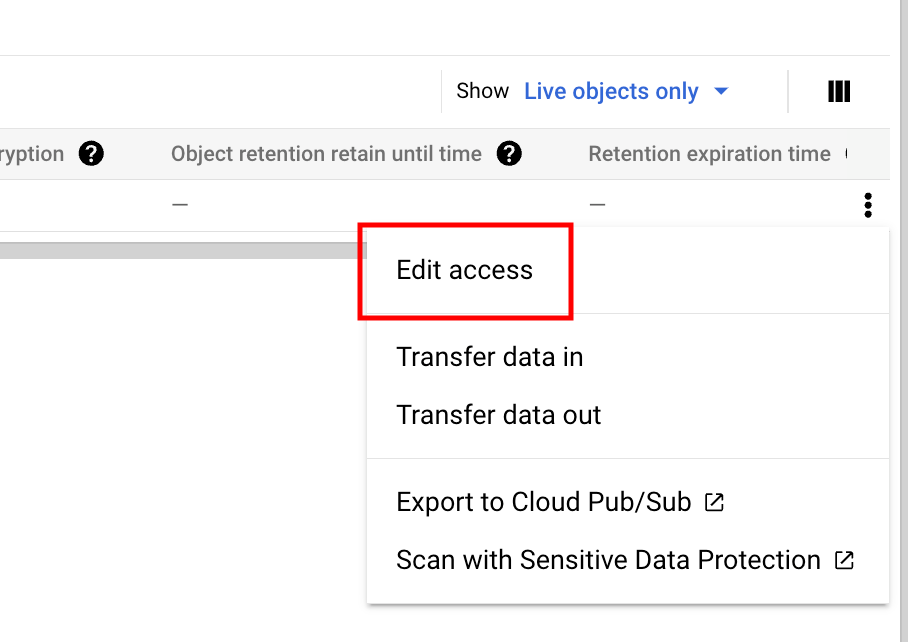 Show Live objects only
ryption ? Object retention retain until time ? Retention expiration time
— —
Edit access
Transfer data in
Transfer data out
Export to Cloud Pub/Sub
Scan with Sensitive Data Protection